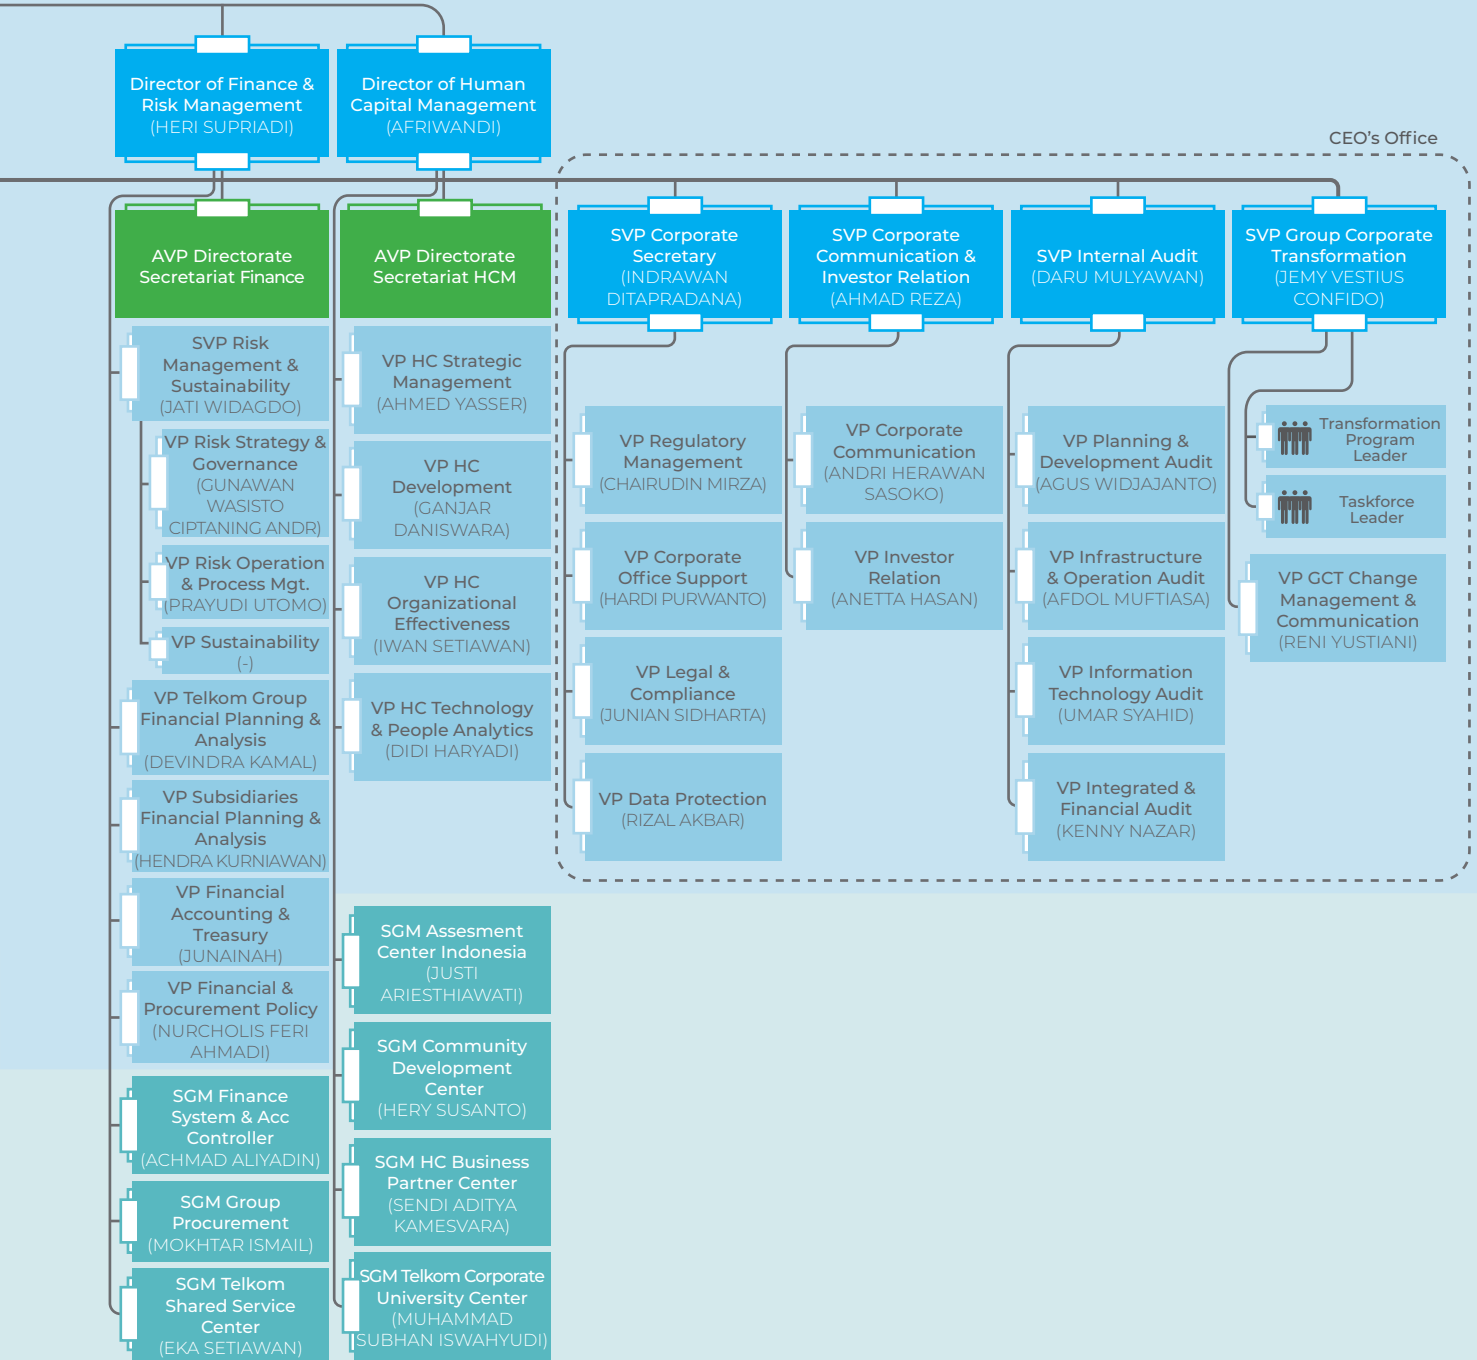 Director of Finance &
Risk Management
(HERI SUPRIADI)
Director of Human
Capital Management
(AFRIWANDI)
CEO's Office
AVP Directorate
Secretariat Finance
AVP Directorate
Secretariat HCM
SVP Corporate
Secretary
(INDRAWAN
DITAPRADANA)
SVP Corporate
Communication &
Investor Relation
(AHMAD REZA)
SVP Internal Audit
(DARU MULYAWAN)
SVP Group Corporate
Transformation
(JEMY VESTIUS
CONFIDO)
SVP Risk
Management &
Sustainability
(JATI WIDAGDO)
VP Risk Strategy &
Governance
(GUNAWAN
WASISTO
CIPTANING ANDR)
VP Risk Operation
& Process Mgt.
(PRAYUDI UTOMO)
VP Sustainability
(-)
VP Telkom Group
Financial Planning &
Analysis
(DEVINDRA KAMAL)
VP Subsidiaries
Financial Planning &
Analysis
(HENDRA KURNIAWAN)
VP Financial
Accounting &
Treasury
(JUNAINAH)
VP Financial &
Procurement Policy
(NURCHOLIS FERI
AHMADI)
SGM Finance
System & Acc
Controller
(ACHMAD ALIYADIN)
SGM Group
Procurement
(MOKHTAR ISMAIL)
SGM Telkom
Shared Service
Center
(EKA SETIAWAN)
VP HC Strategic
Management
(AHMED YASSER)
VP HC
Development
(GANJAR
DANISWARA)
VP HC
Organizational
Effectiveness
(IWAN SETIAWAN)
VP HC Technology
& People Analytics
(DIDI HARYADI)
SGM Assesment
Center Indonesia
(JUSTI
ARIESTHIAWATI)
SGM Community
Development
Center
(HERY SUSANTO)
SGM HC Business
Partner Center
(SENDI ADITYA
KAMESVARA)
SGM Telkom Corporate
University Center
(MUHAMMAD
SUBHAN ISWAHYUDI)
VP Regulatory
Management
(CHAIRUDIN MIRZA)
VP Corporate
Office Support
(HARDI PURWANTO)
VP Legal &
Compliance
(JUNIAN SIDHARTA)
VP Data Protection
(RIZAL AKBAR)
VP Corporate
Communication
(ANDRI HERAWAN
SASOKO)
VP Investor
Relation
(ANETTA HASAN)
VP Planning &
Development Audit
(AGUS WIDJAJANTO)
VP Infrastructure
& Operation Audit
(AFDOL MUFTIASA)
VP Information
Technology Audit
(UMAR SYAHID)
VP Integrated &
Financial Audit
(KENNY NAZAR)
Transformation
Program
Leader
Taskforce
Leader
VP GCT Change
Management &
Communication
(RENI YUSTIANI)